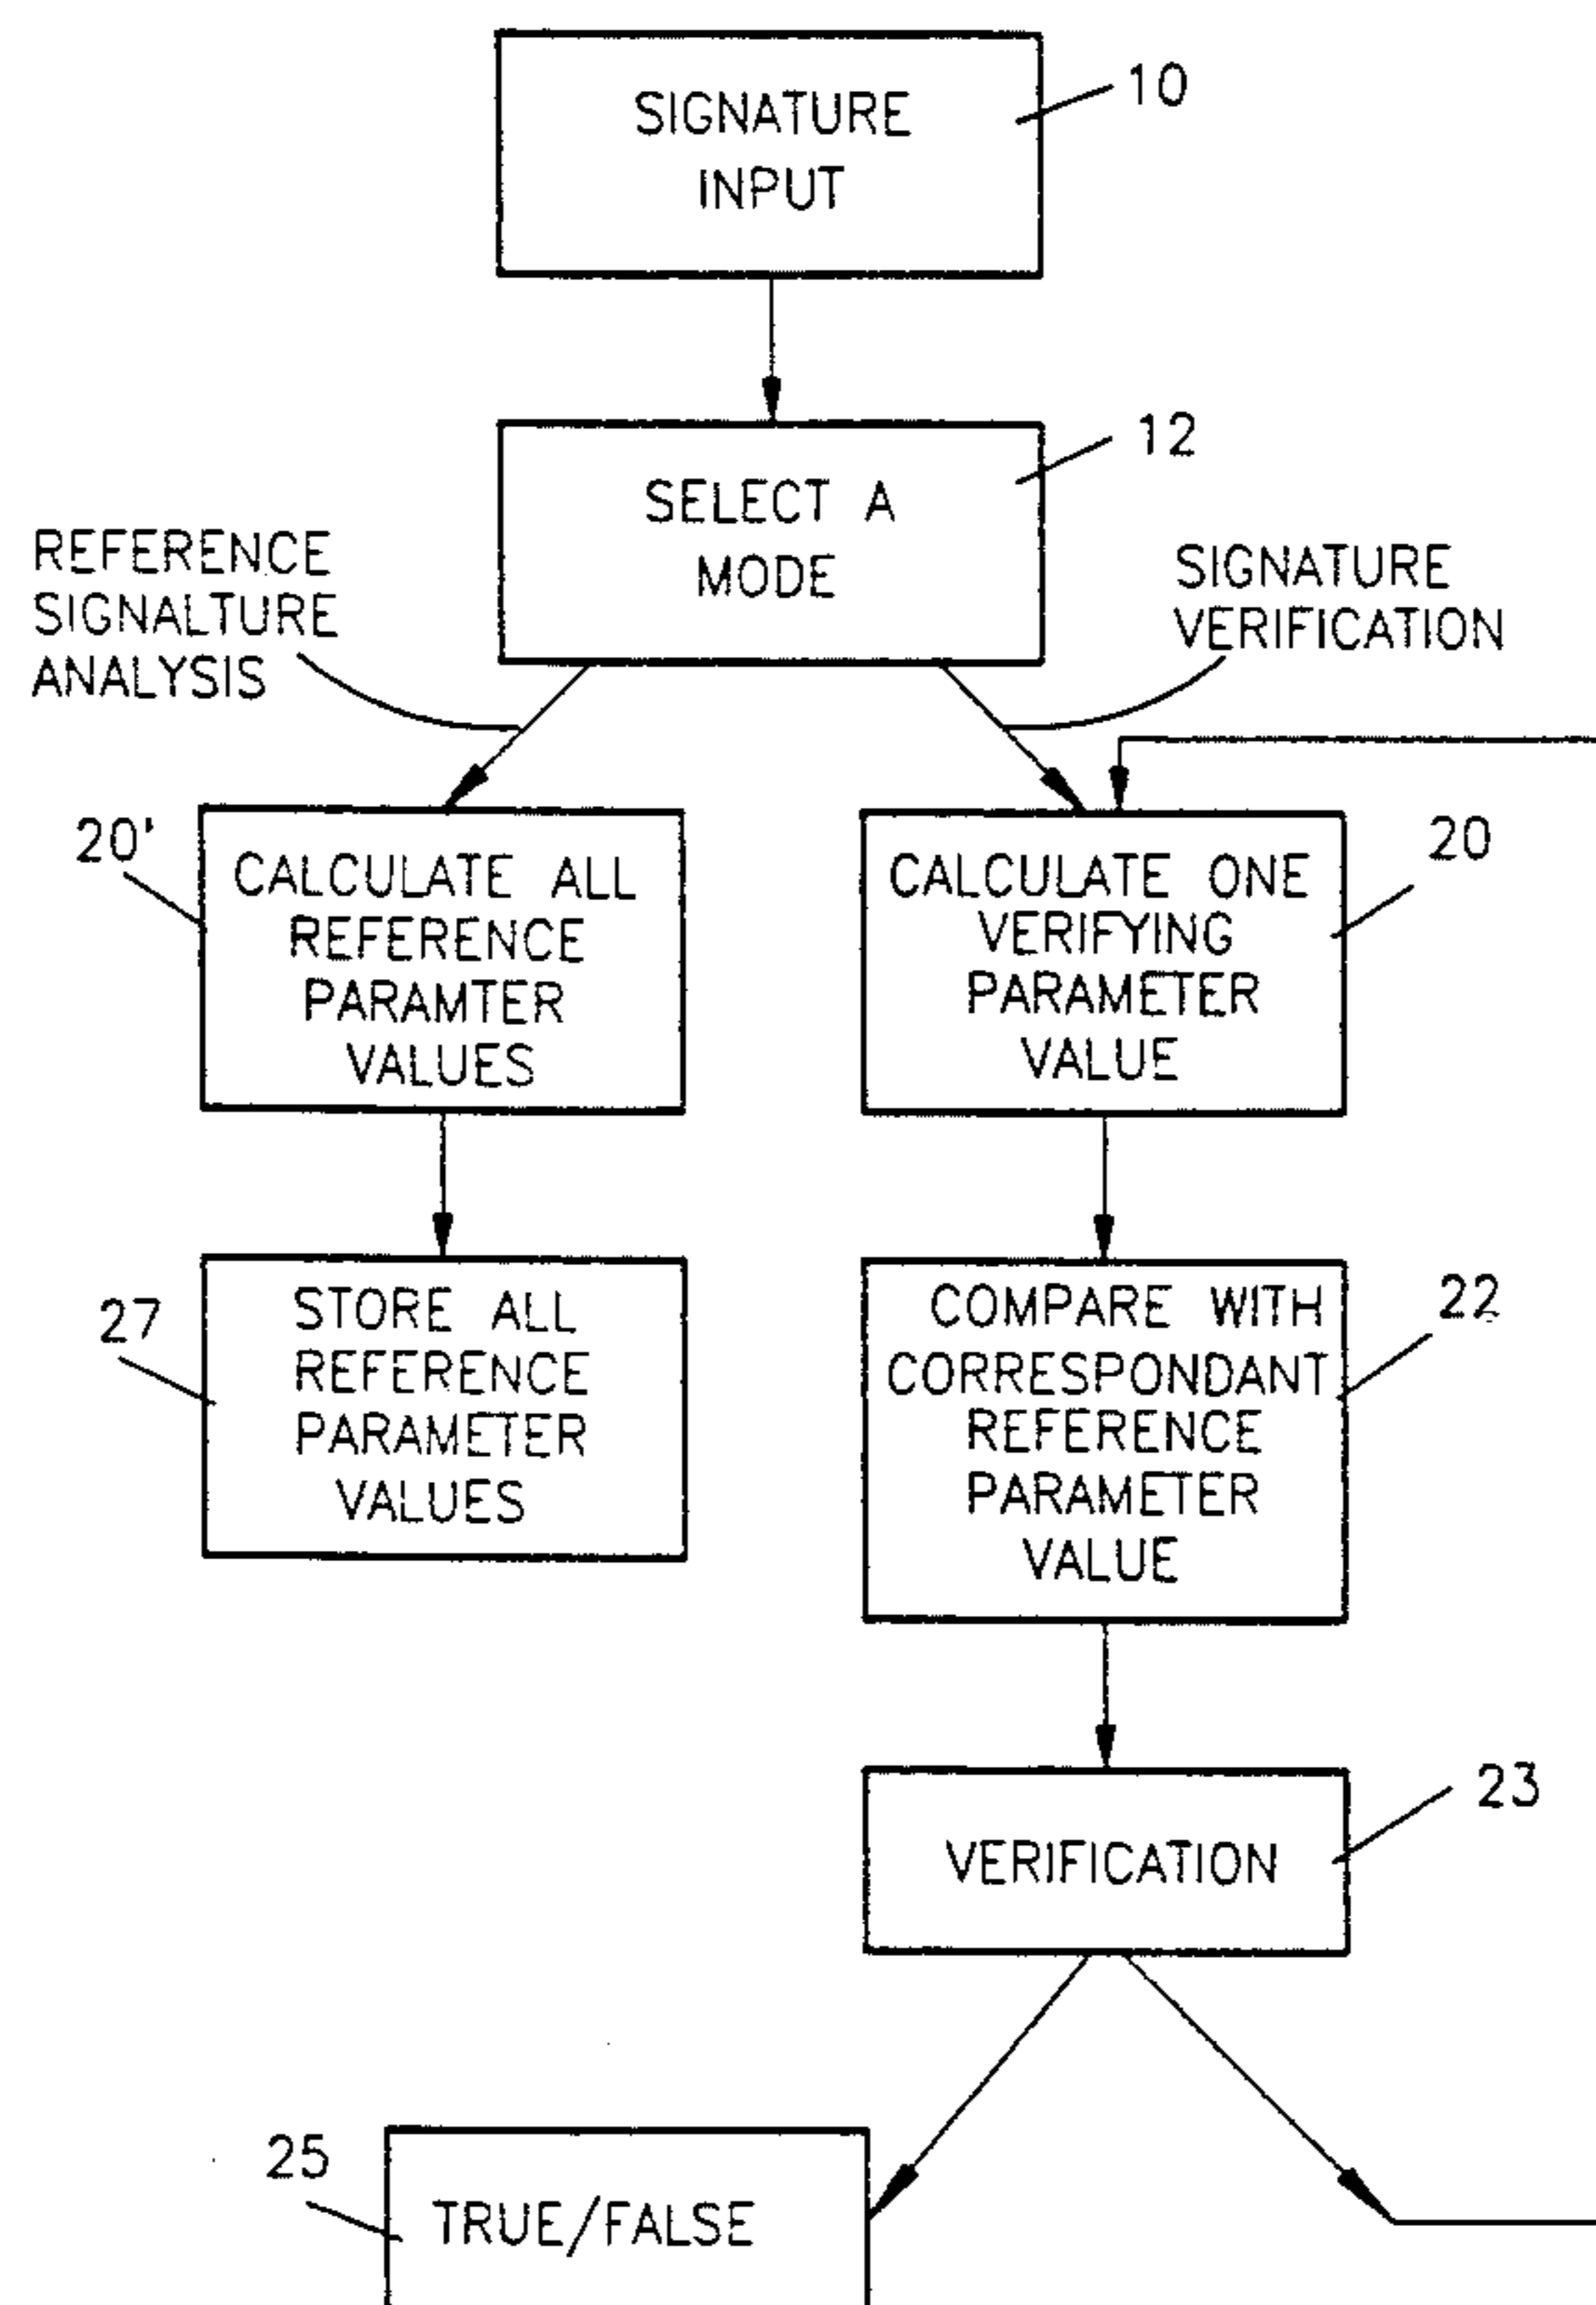 SIGNATURE
INPUT
10
SELECT A
MODE
12
REFERENCE
SIGNALTURE
ANALYSIS
SIGNATURE
VERIFICATION
20'
CALCULATE ALL
REFERENCE
PARAMTER
VALUES
CALCULATE ONE
VERIFYING
PARAMETER
VALUE
20
27
STORE ALL
REFERENCE
PARAMETER
VALUES
COMPARE WITH
CORRESPONDANT
REFERENCE
PARAMETER
VALUE
22
VERIFICATION
23
25
TRUE/FALSE